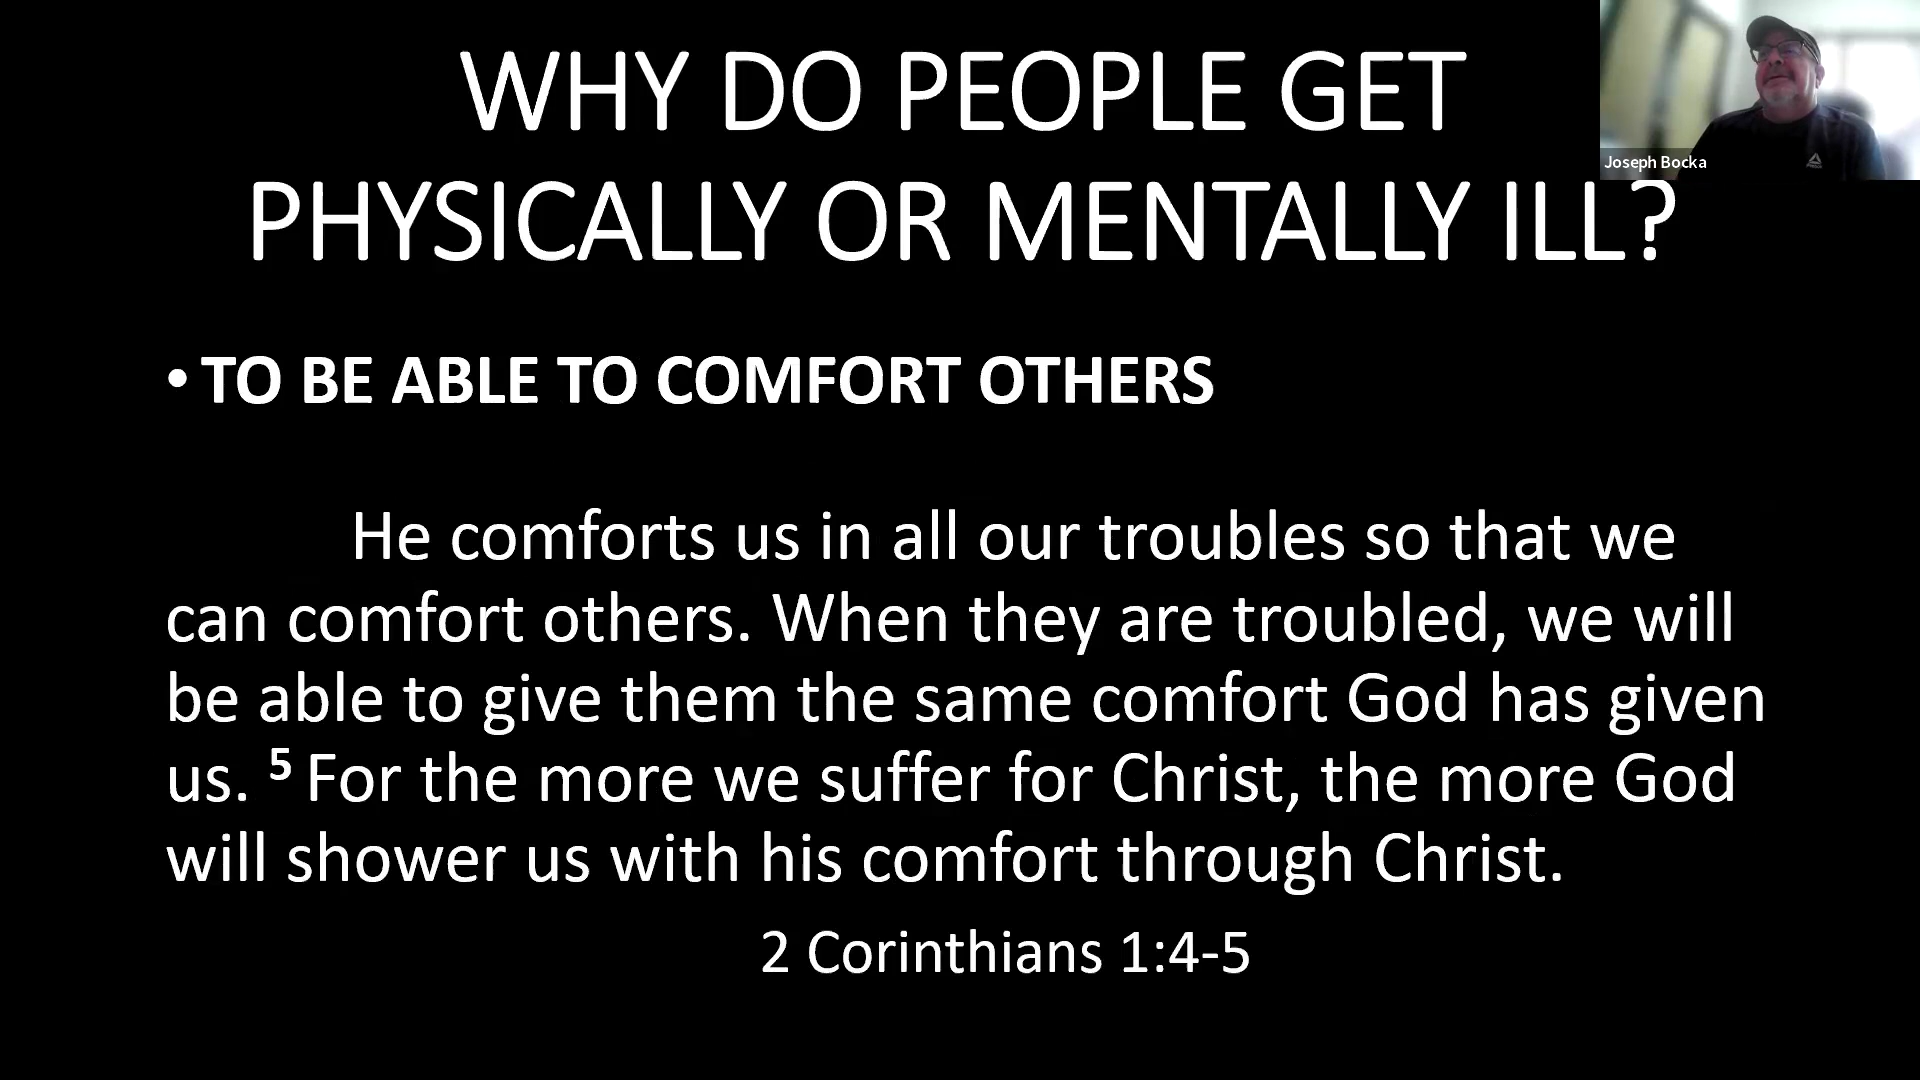 WHY DO PEOPLE GET
PHYSICALLY OR MENTALLY ILL?
Joseph Bocka
• TO BE ABLE TO COMFORT OTHERS
He comforts us in all our troubles so that we
can comfort others. When they are troubled, we will
be able to give them the same comfort God has given
us. ⁵ For the more we suffer for Christ, the more God
will shower us with his comfort through Christ.
2 Corinthians 1:4-5